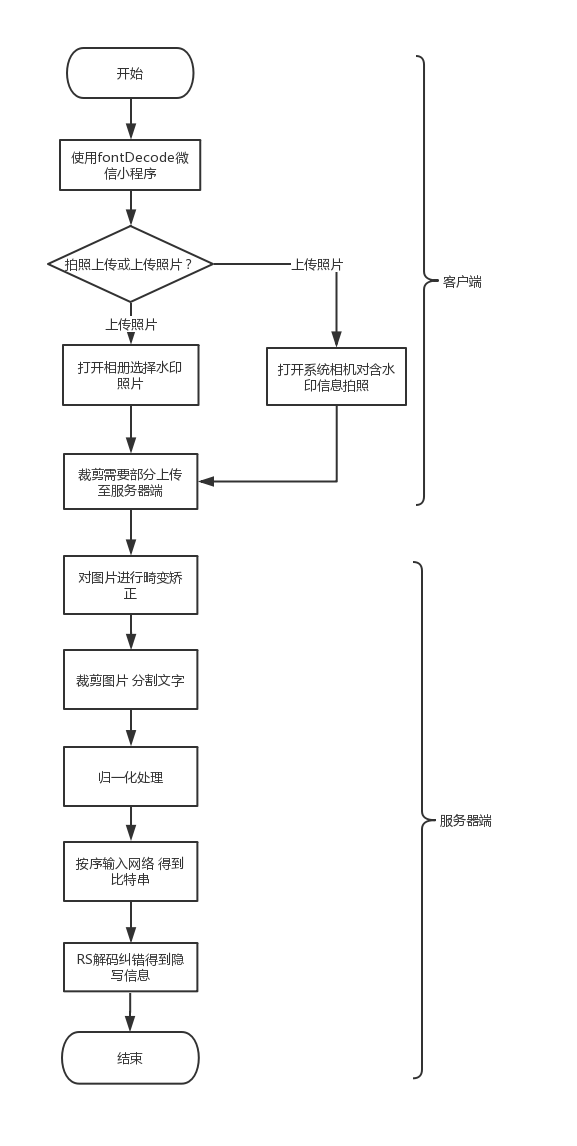 开始
使用fontDecode微
信小程序
拍照上传或上传照片？
上传照片
上传照片
打开相册选择水印
照片
打开系统相机对含水
印信息拍照
客户端
裁剪需要部分上传
至服务器端
对图片进行畸变矫
正
裁剪图片 分割文字
归一化处理
服务器端
按序输入网络 得到
比特串
RS解码纠错得到隐
写信息
结束